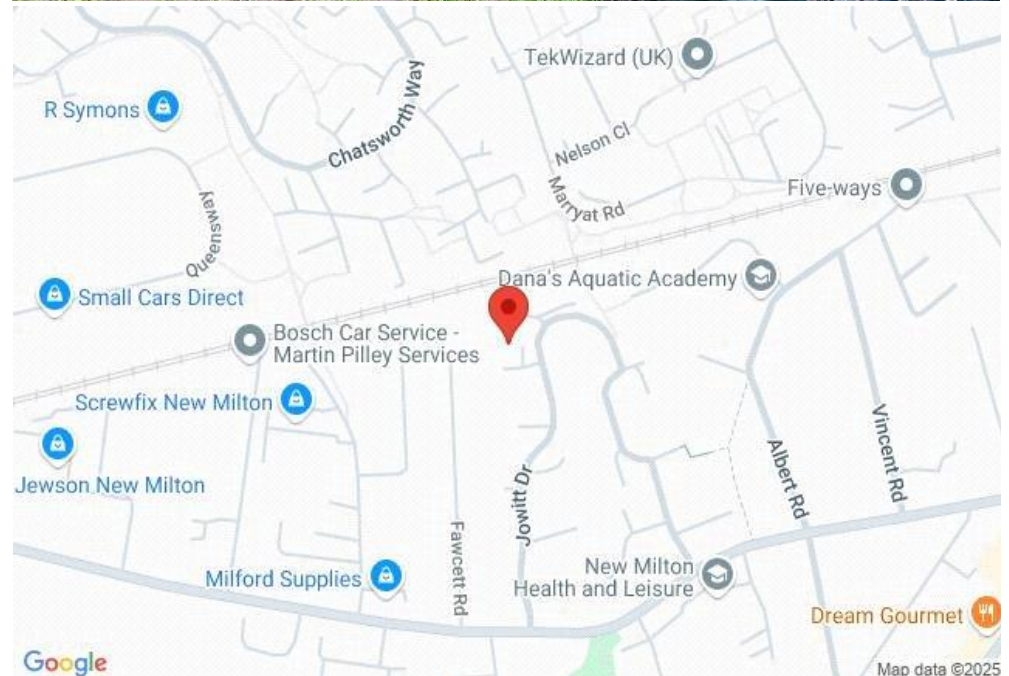 TekWizard (UK)
R Symons
Chatsworth Way
Nelson Cl
Five-ways
Marryat Rd
Queensway
Dana's Aquatic Academy
Small Cars Direct
Bosch Car Service -
Martin Pilley Services
Screwfix New Milton
Vincent Rd
Albert Rd
Jewson New Milton
Jowitt Dr
Fawcett Rd
New Milton
Health and Leisure
Milford Supplies
Dream Gourmet
Google
Map data ©2025